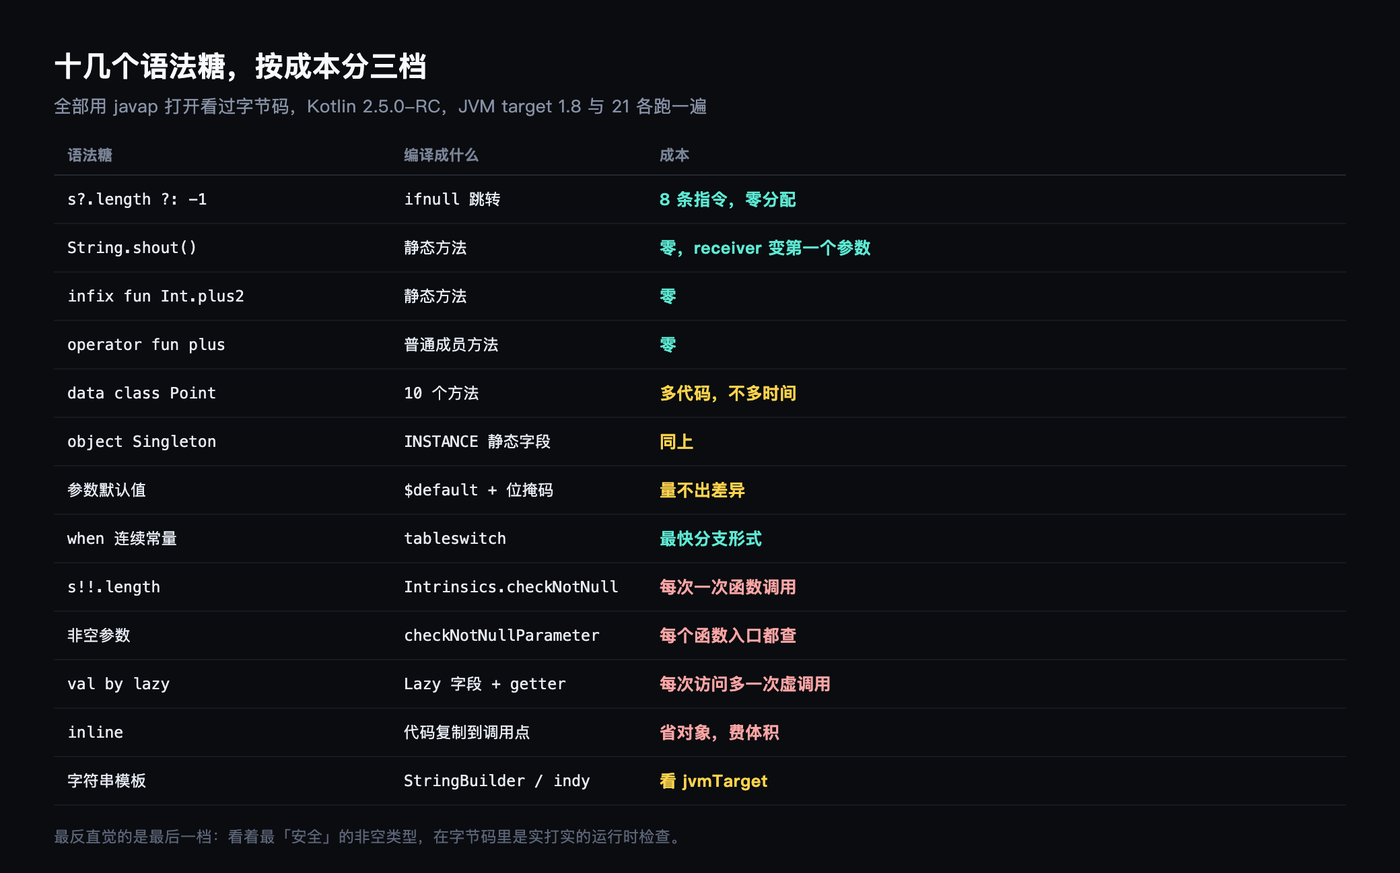 十几个语法糖，按成本分三档
全部用 javap 打开看过字节码，Kotlin 2.5.0-RC，JVM target 1.8 与 21 各跑一遍
语法糖 编译成什么 成本
s?.length ?: -1 ifnull 跳转 8 条指令，零分配
String.shout() 静态方法 零，receiver 变第一个参数
infix fun Int.plus2 静态方法 零
operator fun plus 普通成员方法 零
data class Point 10 个方法 多代码，不多时间
object Singleton INSTANCE 静态字段 同上
参数默认值 $default + 位掩码 量不出差异
when 连续常量 tableswitch 最快分支形式
s!!.length Intrinsics.checkNotNull 每次一次函数调用
非空参数 checkNotNullParameter 每个函数入口都查
val by lazy Lazy 字段 + getter 每次访问多一次虚调用
inline 代码复制到调用点 省对象，费体积
字符串模板 StringBuilder / indy 看 jvmTarget
最反直觉的是最后一档：看着最「安全」的非空类型，在字节码里是实打实的运行时检查。